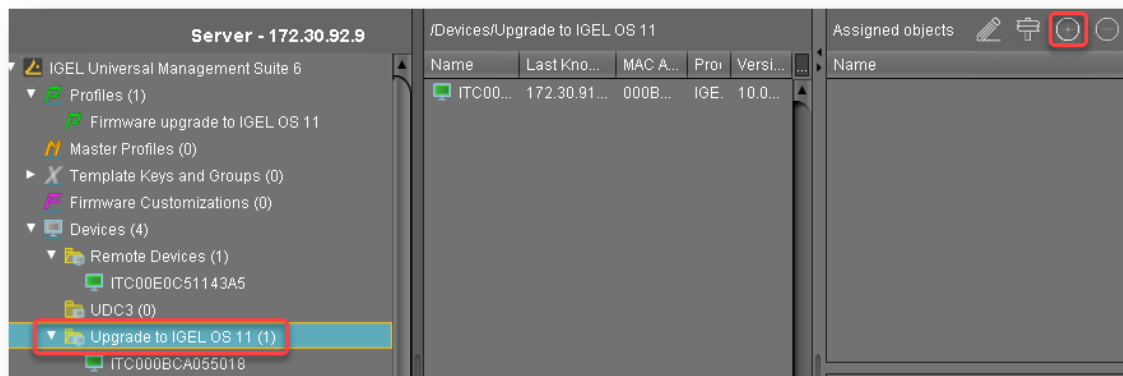 Server - 172.30.92.9
IGEL Universal Management Suite 6
Profiles (1)
Firmware upgrade to IGEL OS 11
Master Profiles (0)
Template Keys and Groups (0)
Firmware Customizations (0)
Devices (4)
Remote Devices (1)
ITC00E0C51143A5
UDC3 (0)
Upgrade to IGEL OS 11 (1)
ITC000BCA055018
/Devices/Upgrade to IGEL OS 11
Name Last Kno... MAC A... Pro Versi... ...
ITC00... 172.30.91... 000B... IGE. 10.0...
Assigned objects
Name